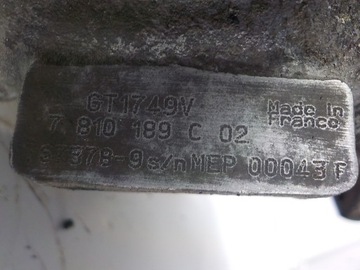 GT1749V
Made in
France
7 810 189 C 02
s/n MEP 00043 F